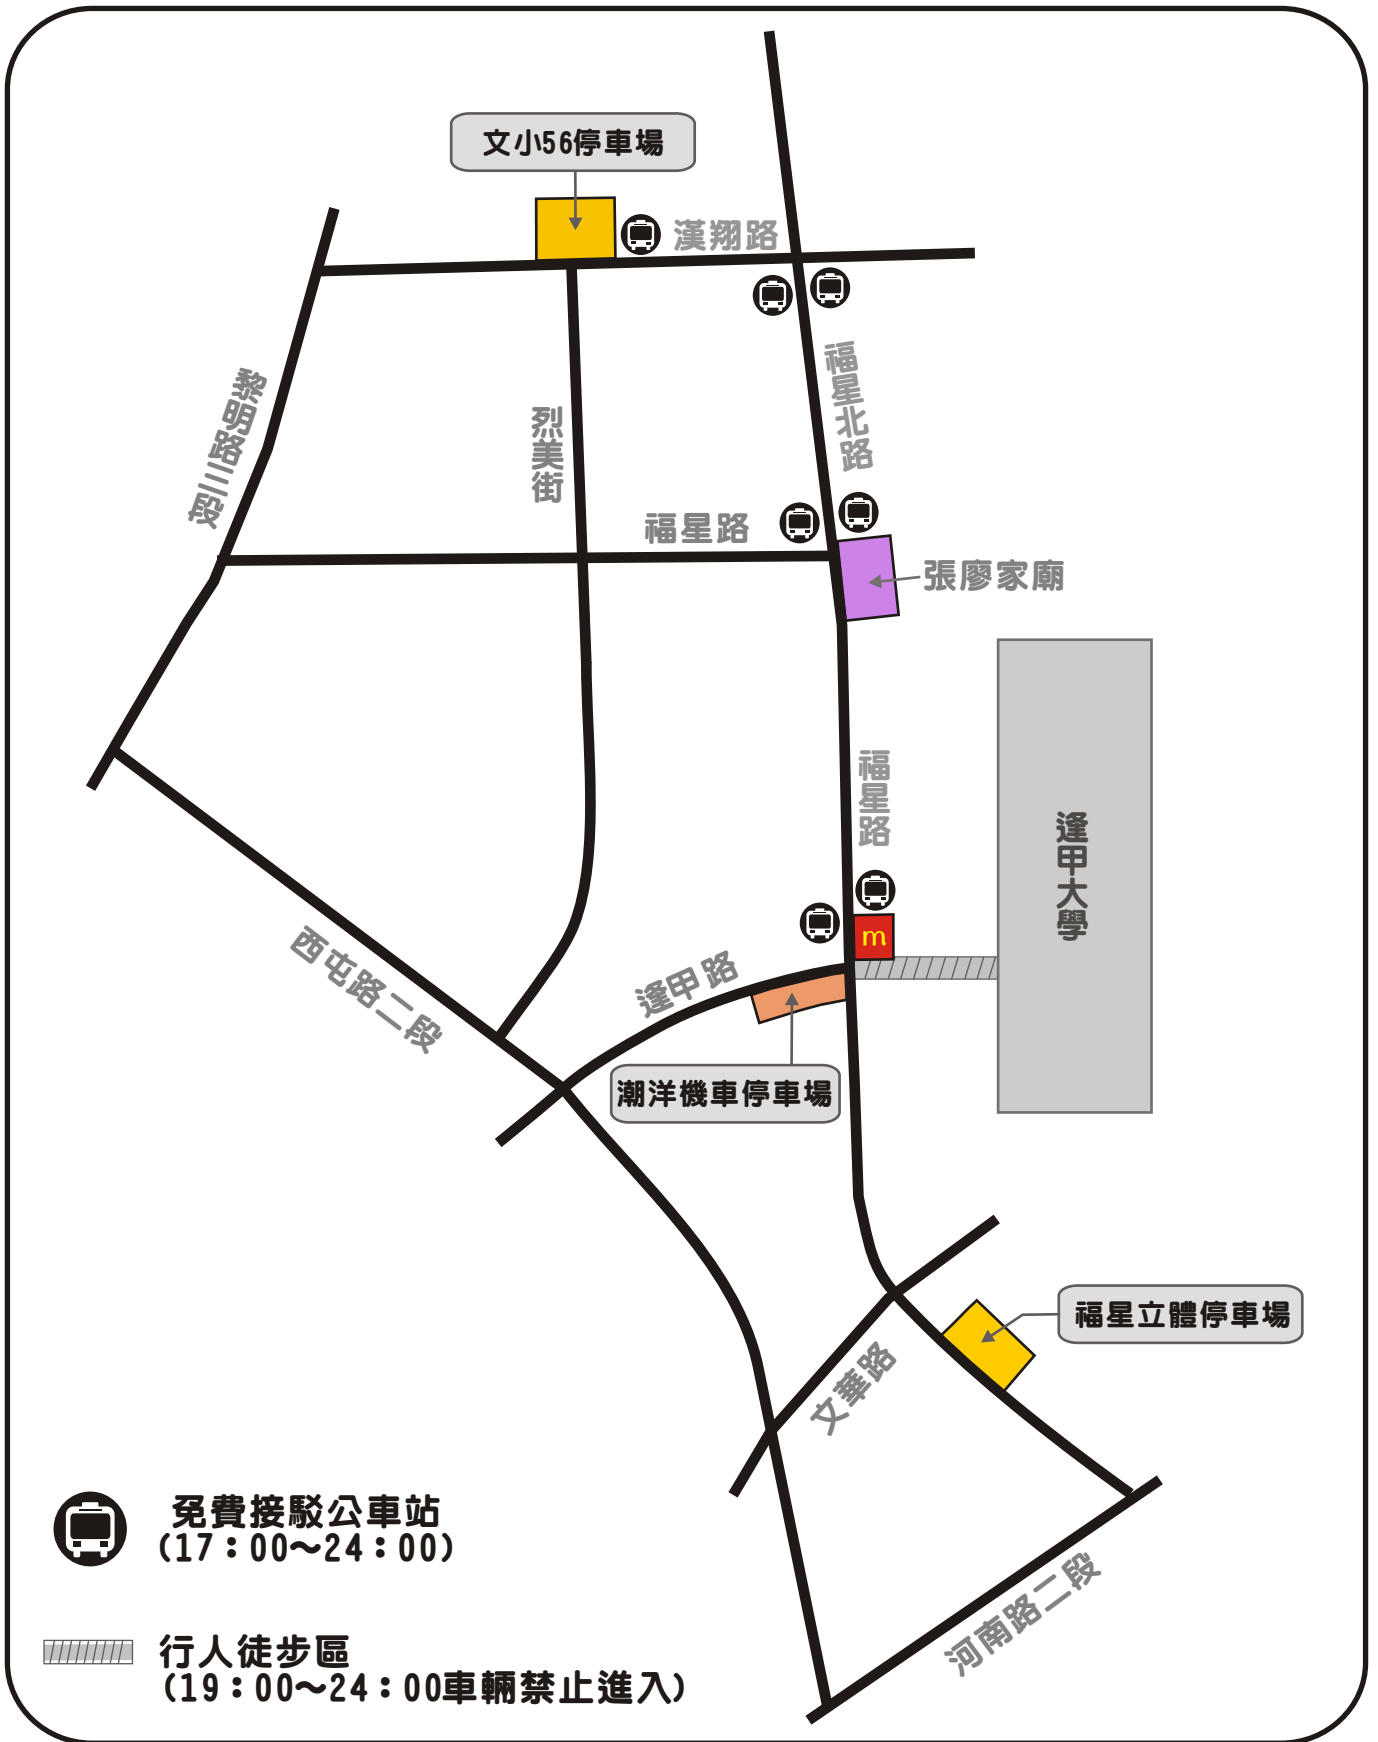 文小56停車場
漢翔路
福星北路
黎明路三段
烈美街
福星路
張廖家廟
福星路
逢甲大學
m
西屯路二段
逢甲路
潮洋機車停車場
福星立體停車場
文華路
河南路二段
免費接駁公車站
(17：00～24：00)
行人徒步區
(19：00～24：00車輛禁止進入)